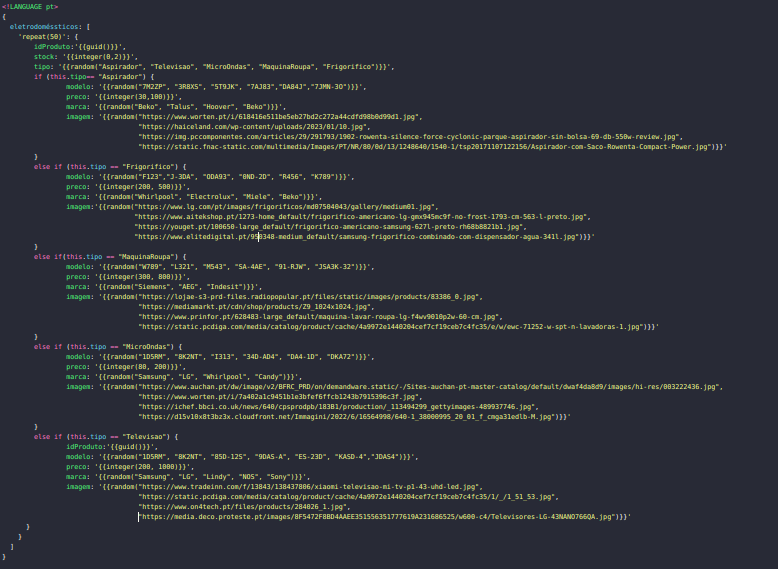 <!LANGUAGE pt>
{
eletrodoméssticos: [
'repeat(50)': {
idProduto:'{{guid()}}',
stock: '{{integer(0,2)}}',
tipo: '{{random("Aspirador", "Televisao", "MicroOndas", "MaquinaRoupa", "Frigorifico")}}',
if (this.tipo== "Aspirador") {
modelo: '{{random("7M2ZP", "3R8XS", "5T9JK", "7AJ83","DA84J","7JMN-3O")}}',
preco: '{{integer(30,100)}}',
marca: '{{random("Beko", "Talus", "Hoover", "Beko")}}',
imagem: '{{random("https://www.worten.pt/i/618416e511be5eb27bd2c272a44cdfd98b0d99d1.jpg",
"https://haiceland.com/wp-content/uploads/2023/01/10.jpg",
"https://img.pccomponentes.com/articles/29/291793/1902-rowenta-silence-force-cyclonic-parque-aspirador-sin-bolsa-69-db-550w-review.jpg",
"https://static.fnac-static.com/multimedia/Images/PT/NR/80/0d/13/1248640/1540-1/tsp20171107122156/Aspirador-com-Saco-Rowenta-Compact-Power.jpg")}}'
}
else if (this.tipo == "Frigorifico") {
modelo: '{{random("F123","J-3DA", "ODA93", "0ND-2D", "R456", "K789")}}',
preco: '{{integer(200, 500)}}',
marca: '{{random("Whirlpool", "Electrolux", "Miele", "Beko")}}',
imagem:'{{random("https://www.lg.com/pt/images/frigorificos/md07504043/gallery/medium01.jpg",
"https://www.aitekshop.pt/1273-home_default/frigorifico-americano-lg-gmx945mc9f-no-frost-1793-cm-563-l-preto.jpg",
"https://youget.pt/100650-large_default/frigorifico-americano-samsung-627l-preto-rh68b8821b1.jpg",
"https://www.elitedigital.pt/950348-medium_default/samsung-frigorifico-combinado-com-dispensador-agua-341l.jpg")}}'
}
else if(this.tipo == "MaquinaRoupa") {
modelo: '{{random("W789", "L321", "M543", "SA-4AE", "91-RJW", "JSA3K-32")}}',
preco: '{{integer(300, 800)}}',
marca: '{{random("Siemens", "AEG", "Indesit")}}',
imagem: '{{random("https://lojae-s3-prd-files.radiopopular.pt/files/static/images/products/83386_0.jpg",
"https://mediamarkt.pt/cdn/shop/products/Z9_1024x1024.jpg",
"https://www.prinfor.pt/628483-large_default/maquina-lavar-roupa-lg-f4wv9010p2w-60-cm.jpg",
"https://static.pcdiga.com/media/catalog/product/cache/4a9972e1440204cef7cf19ceb7c4fc35/e/w/ewc-71252-w-spt-n-lavadoras-1.jpg")}}'
}
else if (this.tipo == "MicroOndas") {
modelo: '{{random("1D5RM", "8K2NT", "I313", "34D-AD4", "DA4-1D", "DKA72")}}',
preco: '{{integer(80, 200)}}',
marca: '{{random("Samsung", "LG", "Whirlpool", "Candy")}}',
imagem: '{{random("https://www.auchan.pt/dw/image/v2/BFRC_PRD/on/demandware.static/-/Sites-auchan-pt-master-catalog/default/dwaf4da8d9/images/hi-res/003222436.jpg",
"https://www.worten.pt/i/7a402a1c9451b1e3bfef6ffcb1243b7915396c3f.jpg",
"https://ichef.bbci.co.uk/news/640/cpsprodpb/183B1/production/_113494299_gettyimages-489937746.jpg",
"https://d15v10x8t3bz3x.cloudfront.net/Immagini/2022/6/16564998/640-1_38000995_20_01_f_cmga31edlb-M.jpg")}}'
}
else if (this.tipo == "Televisao") {
idProduto:'{{guid()}}',
modelo: '{{random("1D5RM", "8K2NT", "85D-12S", "9DAS-A", "ES-23D", "KASD-4","JDAS4")}}',
preco: '{{integer(200, 1000)}}',
marca: '{{random("Samsung", "LG", "Lindy", "NOS", "Sony")}}',
imagem: '{{random("https://www.tradeinn.com/f/13843/138437806/xiaomi-televisao-mi-tv-p1-43-uhd-led.jpg",
"https://static.pcdiga.com/media/catalog/product/cache/4a9972e1440204cef7cf19ceb7c4fc35/1/_/1_51_53.jpg",
"https://www.on4tech.pt/files/products/284026_1.jpg",
"https://media.deco.proteste.pt/images/8F5472F8BD4AAEE351556351777619A231686525/w600-c4/Televisores-LG-43NANO766QA.jpg")}}'
}
}
]
}